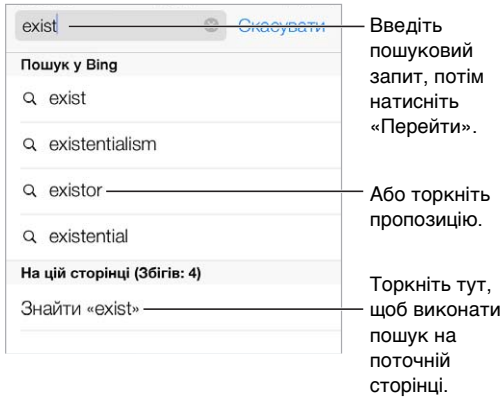 exist Скасувати
Пошук у Bing
exist
existentialism
existor
existential
На цій сторінці (Збігів: 4)
Знайти «exist»
Введіть
пошуковий
запит, потім
натисніть
«Перейти».
Або торкніть
пропозицію.
Торкніть тут,
щоб виконати
пошук на
поточній
сторінці.